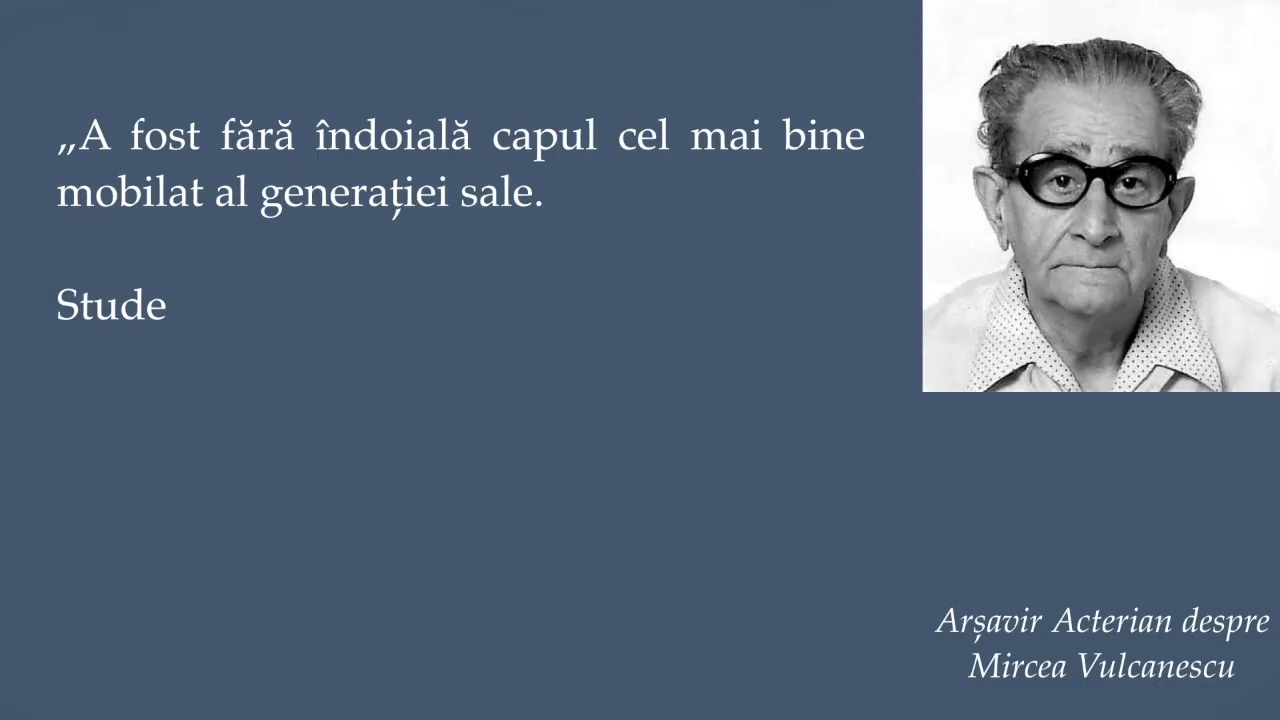 „A fost fără îndoială capul cel mai bine
mobilat al generației sale.
Stude
Arșavir Acterian despre
Mircea Vulcanescu